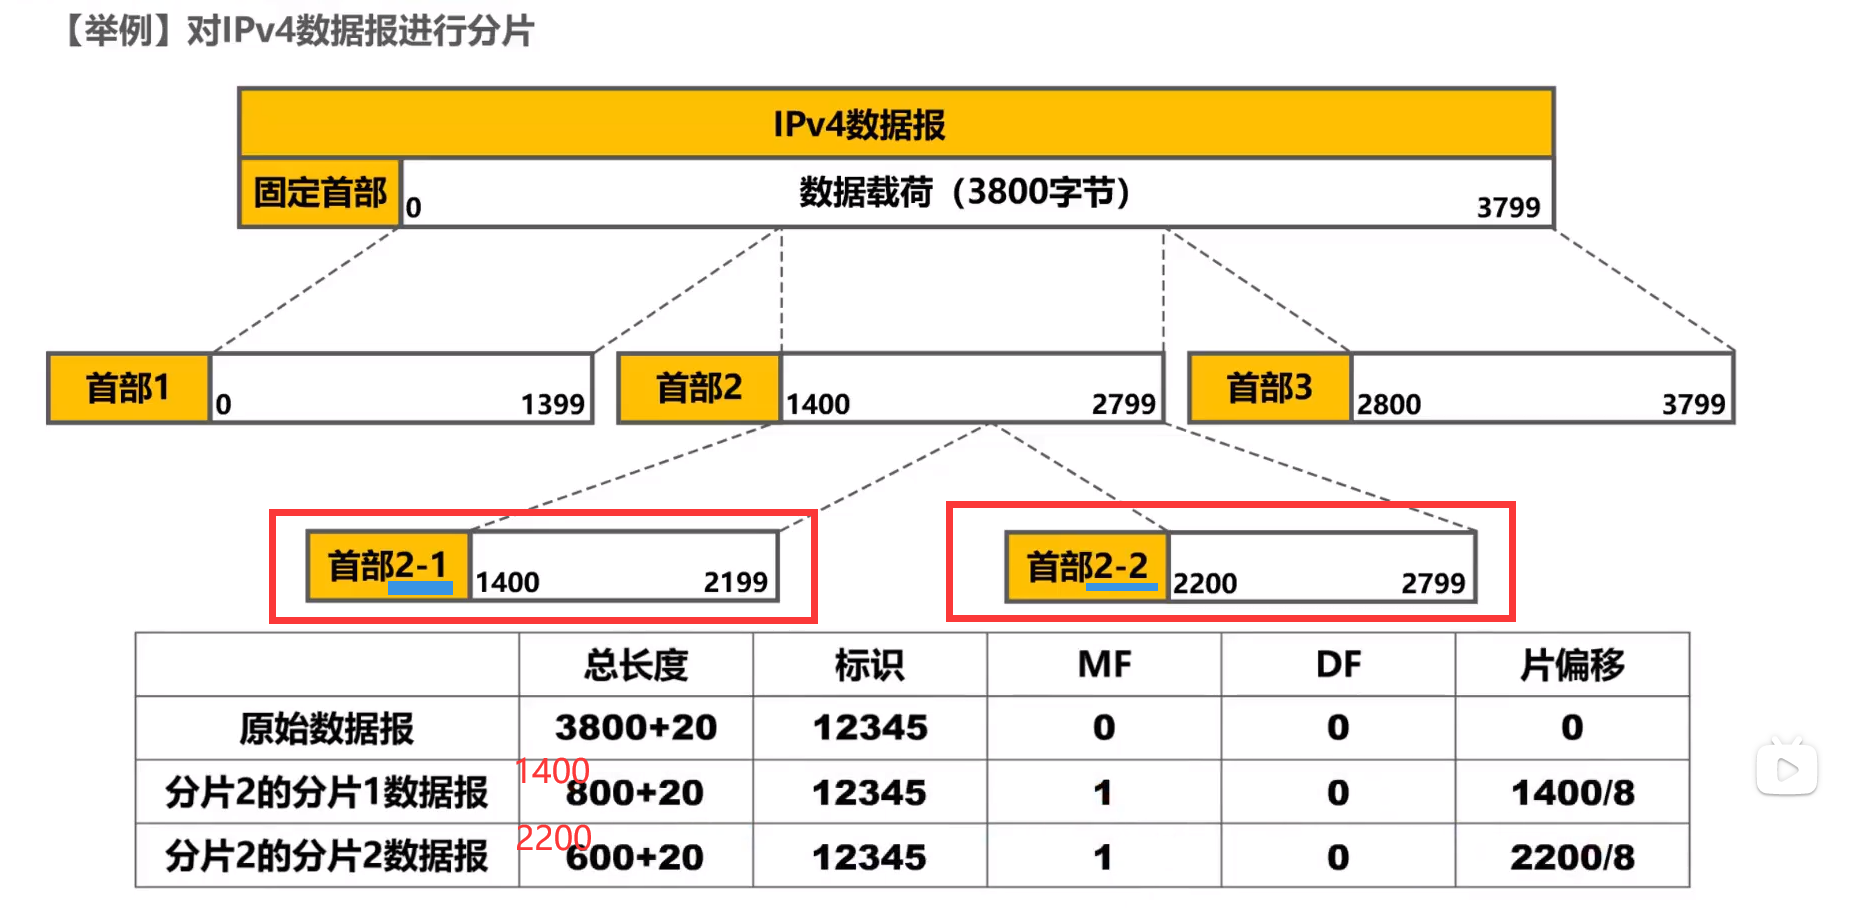 【举例】对IPv4数据报进行分片
IPv4数据报
固定首部 0 数据载荷（3800字节） 3799
首部1 0 1399 首部2 1400 2799 首部3 2800 3799
首部2-1 1400 2199 首部2-2 2200 2799
总长度 标识 MF DF 片偏移
原始数据报 3800+20 12345 0 0 0
1400
分片2的分片1数据报 800+20 12345 1 0 1400/8
2200
分片2的分片2数据报 600+20 12345 1 0 2200/8